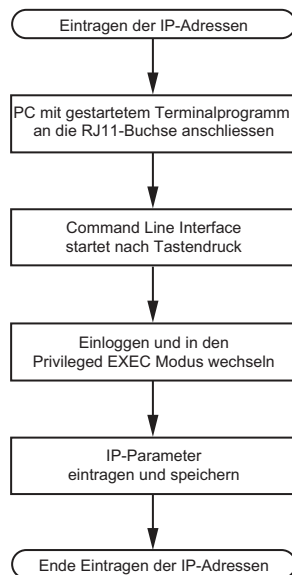 Eintragen der IP-Adressen
PC mit gestartetem Terminalprogramm
an die RJ11-Buchse anschliessen
Command Line Interface
startet nach Tastendruck
Einloggen und in den
Privileged EXEC Modus wechseln
IP-Parameter
eintragen und speichern
Ende Eintragen der IP-Adressen